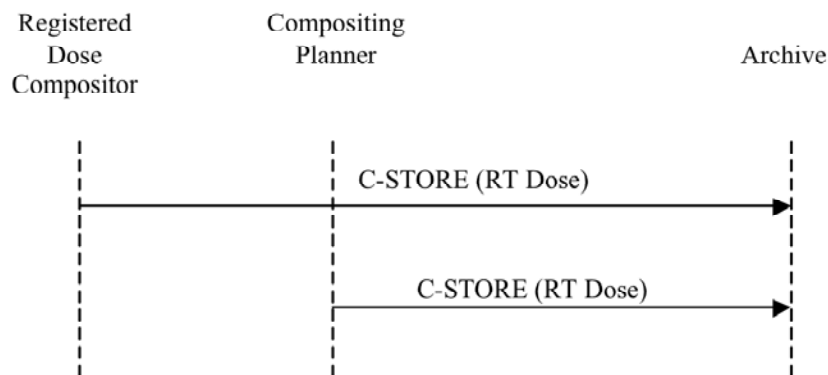 Registered
Dose
Compositor
Compositing
Planner
Archive
C-STORE (RT Dose)
C-STORE (RT Dose)